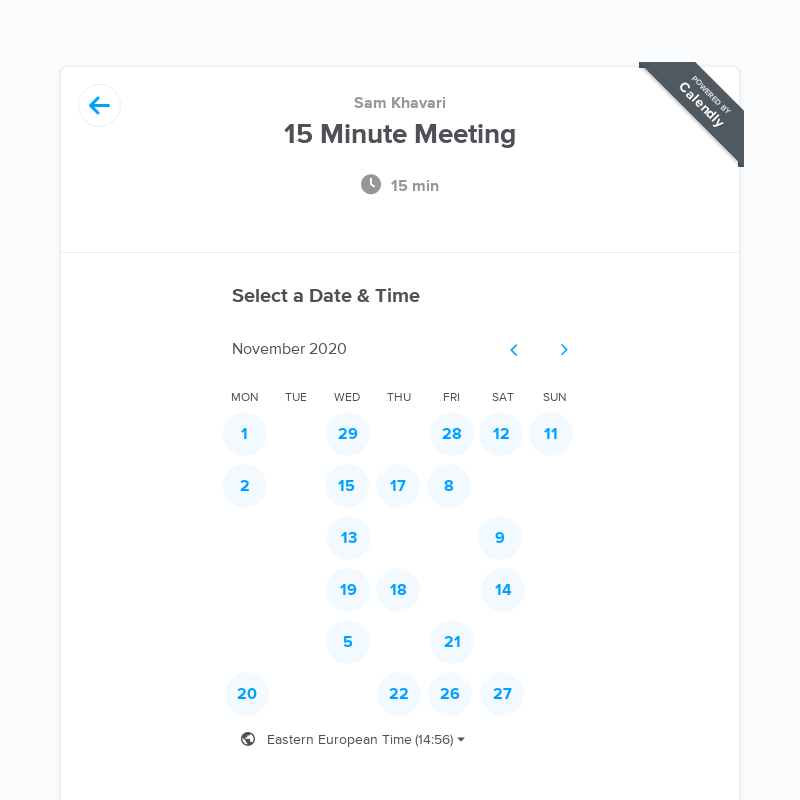 POWERED BY
Calendly
Sam Khavari
15 Minute Meeting
15 min
Select a Date & Time
November 2020
MON TUE WED THU FRI SAT SUN
1 29 28 12 11
2 15 17 8
13 9
19 18 14
5 21
20 22 26 27
Eastern European Time (14:56)